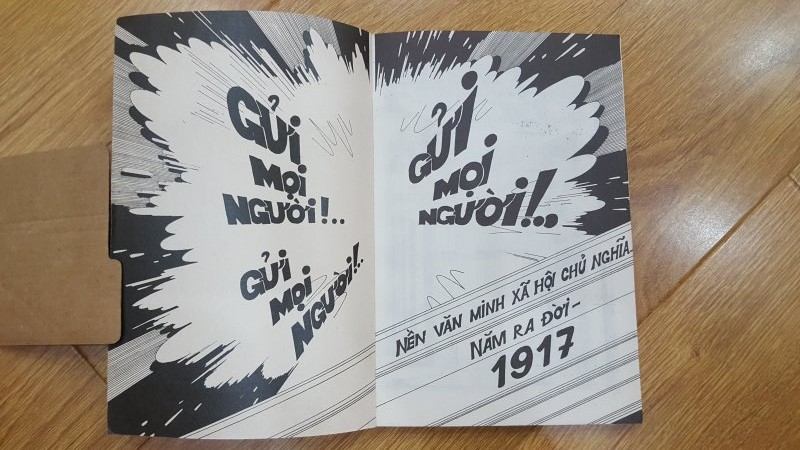 GỬI
MỌI
NGƯỜI!..
GỬI
MỌI
NGƯỜI!..
GỬI
MỌI
NGƯỜI!..
NỀN VĂN MINH XÃ HỘI CHỦ NGHĨA...
NĂM RA ĐỜI –
1917